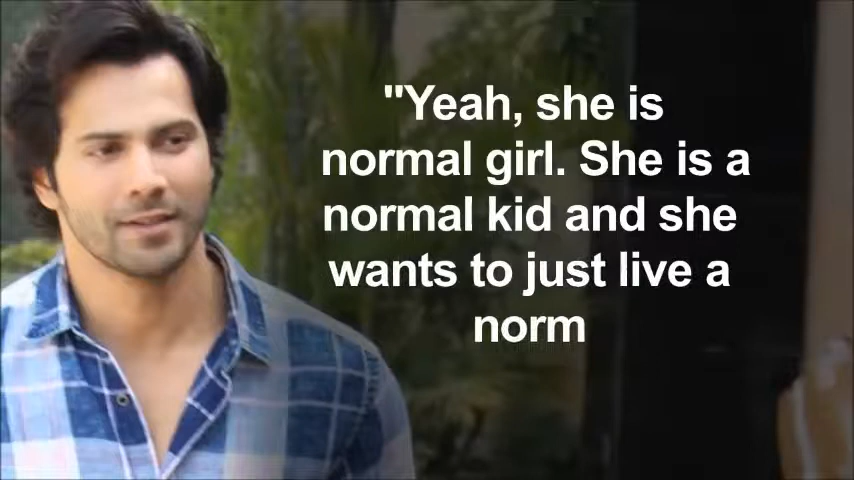 "Yeah, she is
normal girl. She is a
normal kid and she
wants to just live a
norm